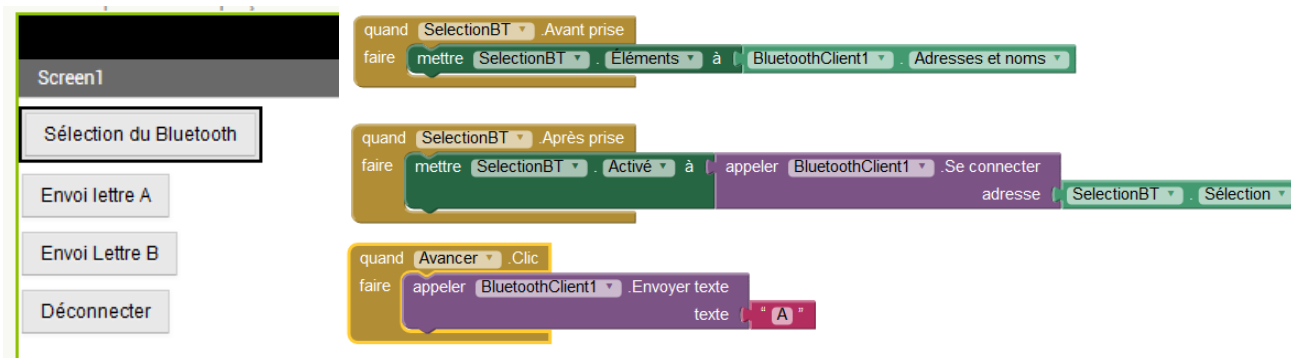 Screen1
Sélection du Bluetooth
Envoi lettre A
Envoi Lettre B
Déconnecter
quand SelectionBT .Avant prise
faire mettre SelectionBT . Éléments à BluetoothClient1 . Adresses et noms
quand SelectionBT .Après prise
faire mettre SelectionBT . Activé à appeler BluetoothClient1 .Se connecter
adresse SelectionBT . Sélection
quand Avancer .Clic
faire appeler BluetoothClient1 .Envoyer texte
texte " A "